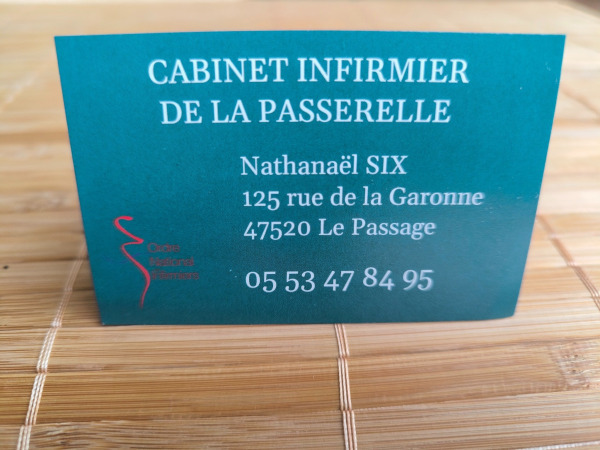 CABINET INFIRMIER
DE LA PASSERELLE
Nathanaël SIX
125 rue de la Garonne
47520 Le Passage
05 53 47 84 95